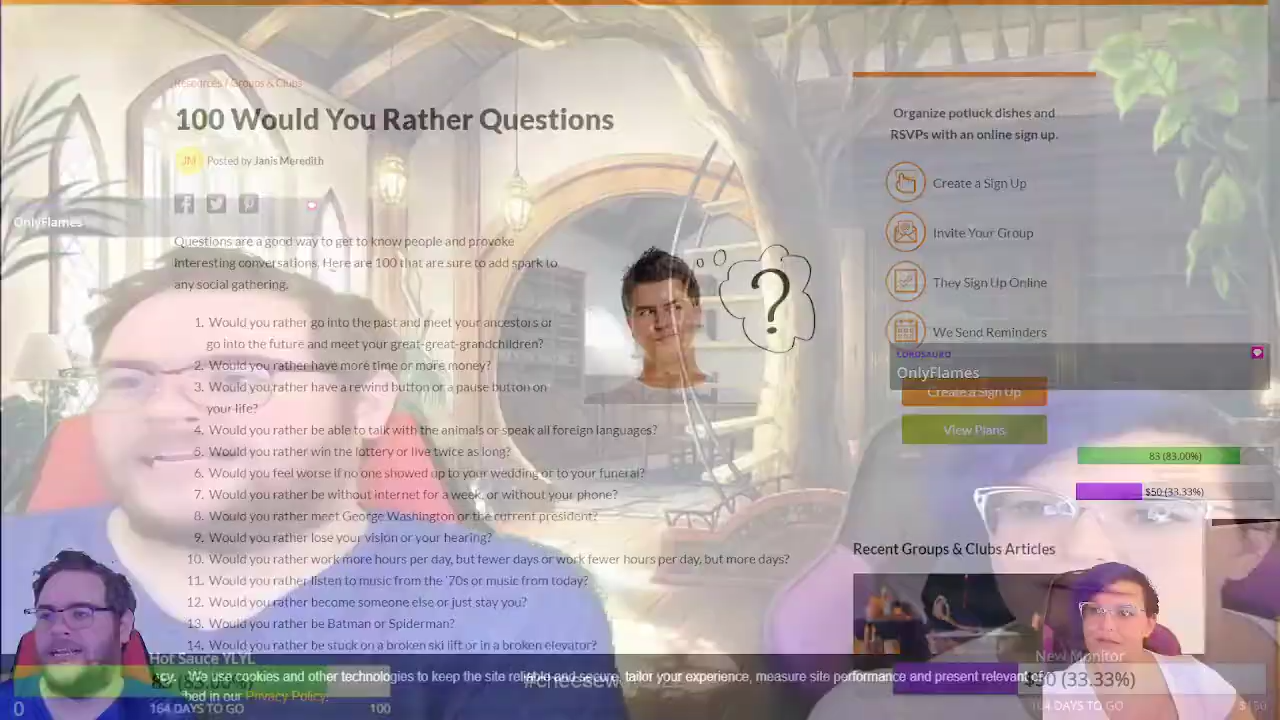 Resources / Groups & Clubs
100 Would You Rather Questions
JM Posted by Janis Meredith
OnlyFlames
Questions are a good way to get to know people and provoke
interesting conversations. Here are 100 that are sure to add spark to
any social gathering.
1. Would you rather go into the past and meet your ancestors or
go into the future and meet your great-great-grandchildren?
2. Would you rather have more time or more money?
3. Would you rather have a rewind button or a pause button on
your life?
4. Would you rather be able to talk with the animals or speak all foreign languages?
5. Would you rather win the lottery or live twice as long?
6. Would you feel worse if no one showed up to your wedding or to your funeral?
7. Would you rather be without internet for a week, or without your phone?
8. Would you rather meet George Washington or the current president?
9. Would you rather lose your vision or your hearing?
10. Would you rather work more hours per day, but fewer days or work fewer hours per day, but more days?
11. Would you rather listen to music from the '70s or music from today?
12. Would you rather become someone else or just stay you?
13. Would you rather be Batman or Spiderman?
14. Would you rather be stuck on a broken ski lift or in a broken elevator?
?
Organize potluck dishes and
RSVPs with an online sign up.
Create a Sign Up
Invite Your Group
They Sign Up Online
We Send Reminders
LORDSAURO
OnlyFlames
Create a Sign Up
View Plans
83 (83.00%)
$50 (33.33%)
Recent Groups & Clubs Articles
Hot Sauce YLYL
New Monitor
We use cookies and other technologies to keep the site reliable and secure, tailor your experience, measure site performance and present relevant
$50 (33.33%)
in our Privacy Policy.
0
164 DAYS TO GO
100
164 DAYS TO GO